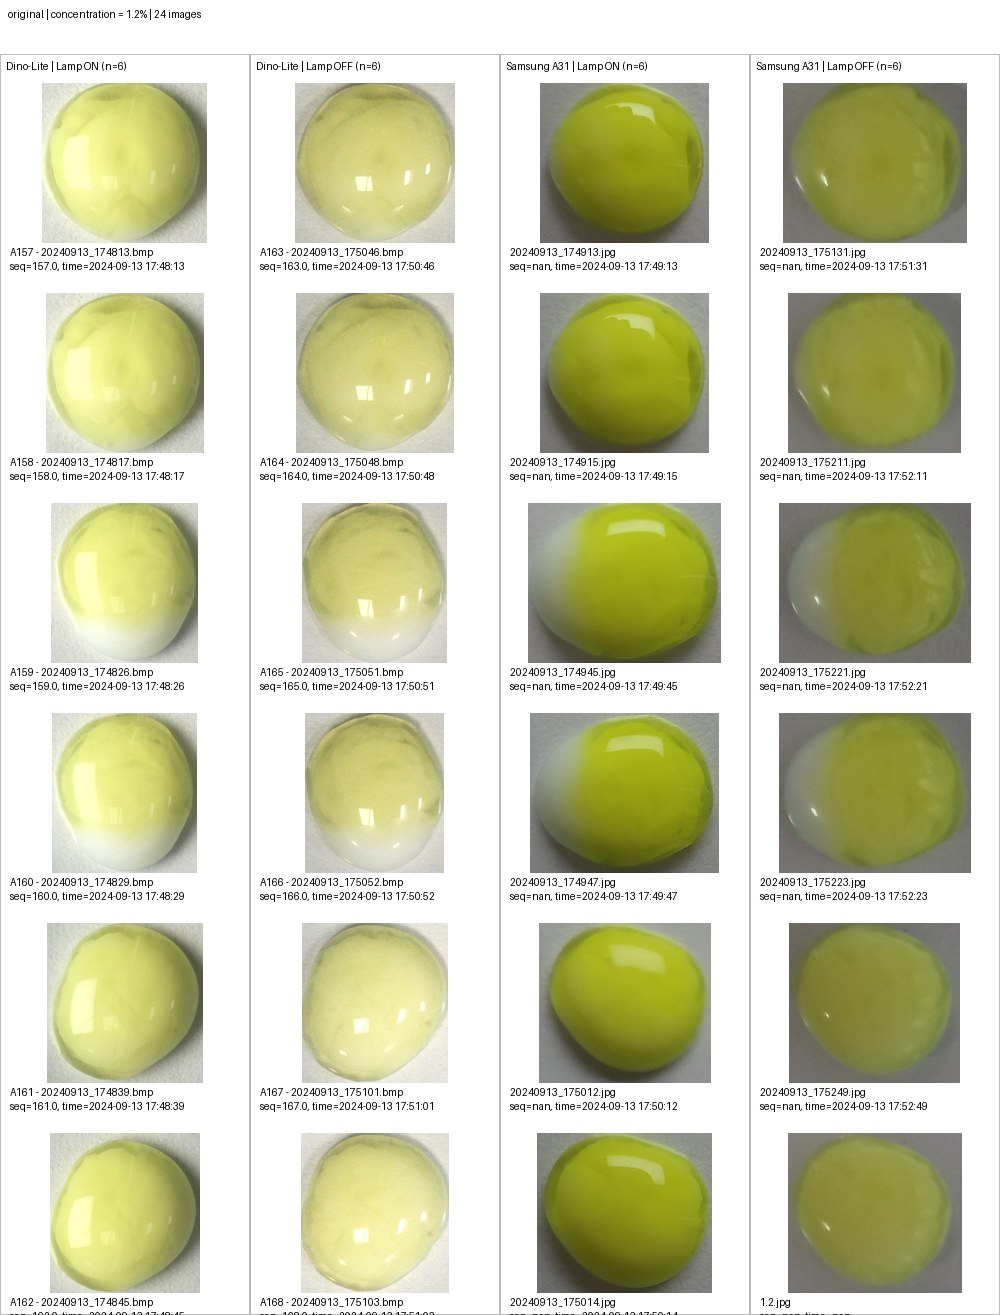 original | concentration = 1.2% | 24 images
Dino-Lite | Lamp ON (n=6)
Dino-Lite | Lamp OFF (n=6)
Samsung A31 | Lamp ON (n=6)
Samsung A31 | Lamp OFF (n=6)
A157 - 20240913_174813.bmp
seq=157.0, time=2024-09-13 17:48:13
A163 - 20240913_175046.bmp
seq=163.0, time=2024-09-13 17:50:46
20240913_174913.jpg
seq=nan, time=2024-09-13 17:49:13
20240913_175131.jpg
seq=nan, time=2024-09-13 17:51:31
A158 - 20240913_174817.bmp
seq=158.0, time=2024-09-13 17:48:17
A164 - 20240913_175048.bmp
seq=164.0, time=2024-09-13 17:50:48
20240913_174915.jpg
seq=nan, time=2024-09-13 17:49:15
20240913_175211.jpg
seq=nan, time=2024-09-13 17:52:11
A159 - 20240913_174826.bmp
seq=159.0, time=2024-09-13 17:48:26
A165 - 20240913_175051.bmp
seq=165.0, time=2024-09-13 17:50:51
20240913_174945.jpg
seq=nan, time=2024-09-13 17:49:45
20240913_175221.jpg
seq=nan, time=2024-09-13 17:52:21
A160 - 20240913_174829.bmp
seq=160.0, time=2024-09-13 17:48:29
A166 - 20240913_175052.bmp
seq=166.0, time=2024-09-13 17:50:52
20240913_174947.jpg
seq=nan, time=2024-09-13 17:49:47
20240913_175223.jpg
seq=nan, time=2024-09-13 17:52:23
A161 - 20240913_174839.bmp
seq=161.0, time=2024-09-13 17:48:39
A167 - 20240913_175101.bmp
seq=167.0, time=2024-09-13 17:51:01
20240913_175012.jpg
seq=nan, time=2024-09-13 17:50:12
20240913_175249.jpg
seq=nan, time=2024-09-13 17:52:49
A162 - 20240913_174845.bmp
A168 - 20240913_175103.bmp
20240913_175014.jpg
1.2.jpg